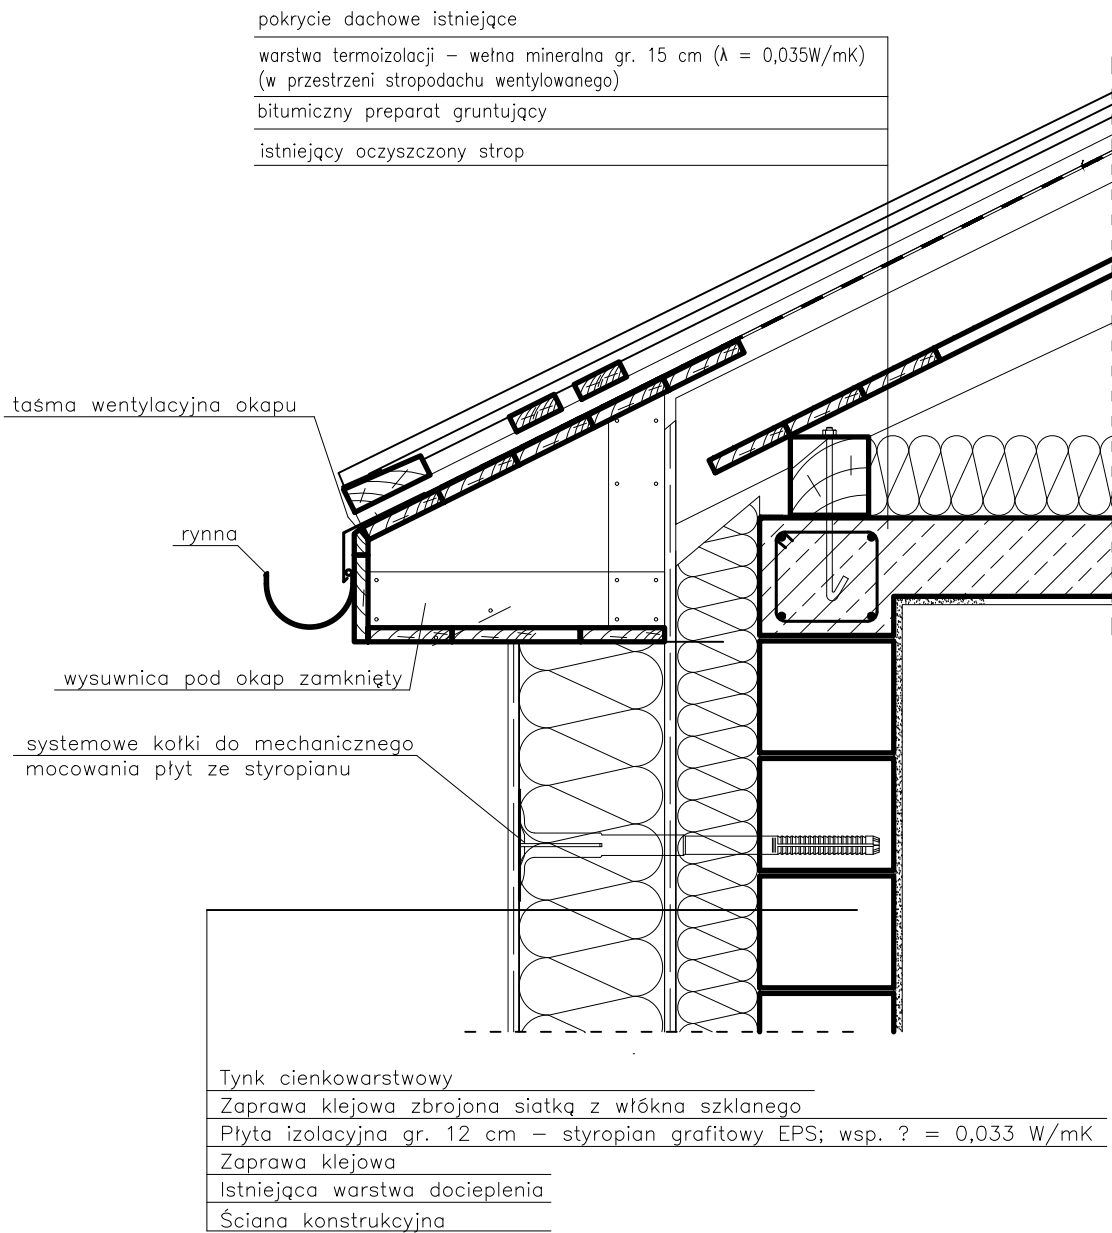 pokrycie dachowe istniejące
warstwa termoizolacji – wełna mineralna gr. 15 cm (λ = 0,035W/mK)
(w przestrzeni stropodachu wentylowanego)
bitumiczny preparat gruntujący
istniejący oczyszczony strop
taśma wentylacyjna okapu
rynna
wysuwnica pod okap zamknięty
systemowe kołki do mechanicznego
mocowania płyt ze styropianu
Tynk cienkowarstwowy
Zaprawa klejowa zbrojona siatką z włókna szklanego
Płyta izolacyjna gr. 12 cm – styropian grafitowy EPS; wsp. ? = 0,033 W/mK
Zaprawa klejowa
Istniejąca warstwa docieplenia
Ściana konstrukcyjna